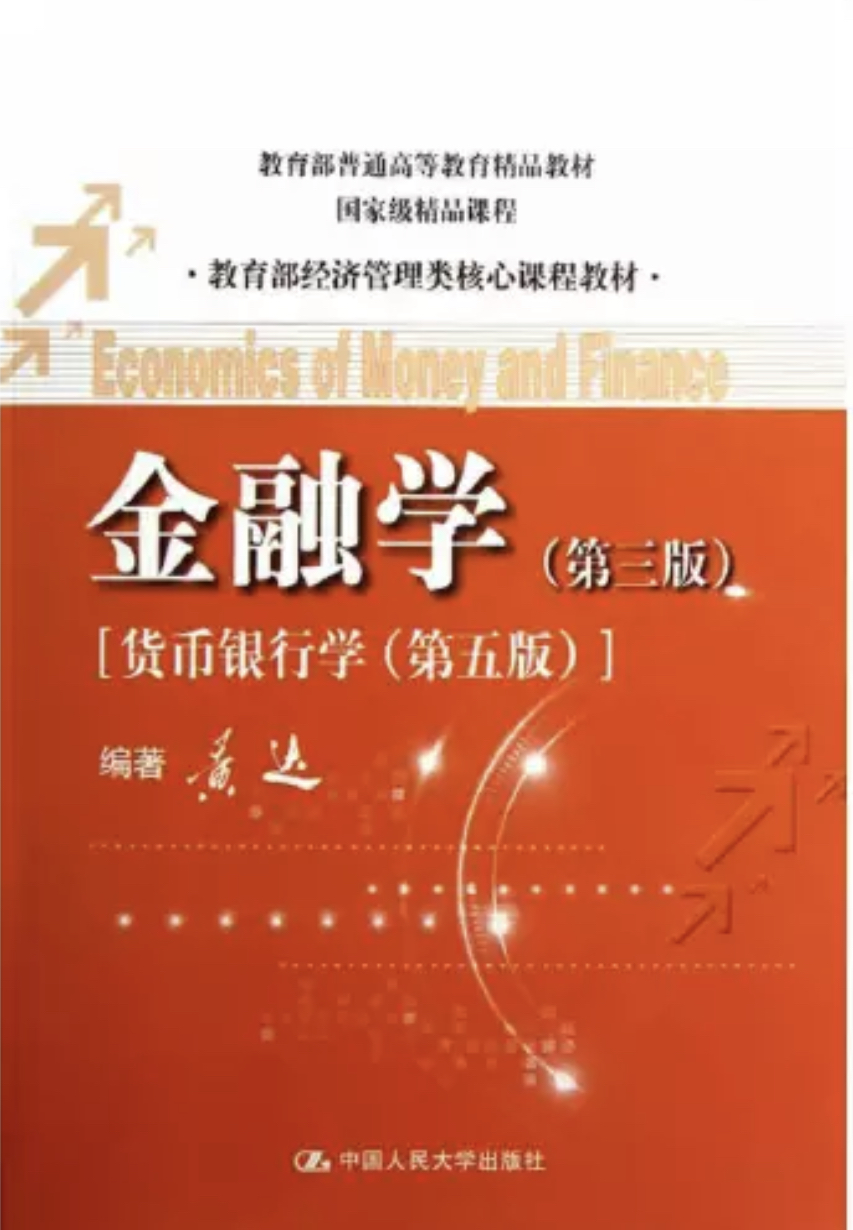 教育部普通高等教育精品教材
国家级精品课程
·教育部经济管理类核心课程教材·
Economics of Money and Finance
金融学（第三版）
[货币银行学（第五版）]
编著 黄达
中国人民大学出版社